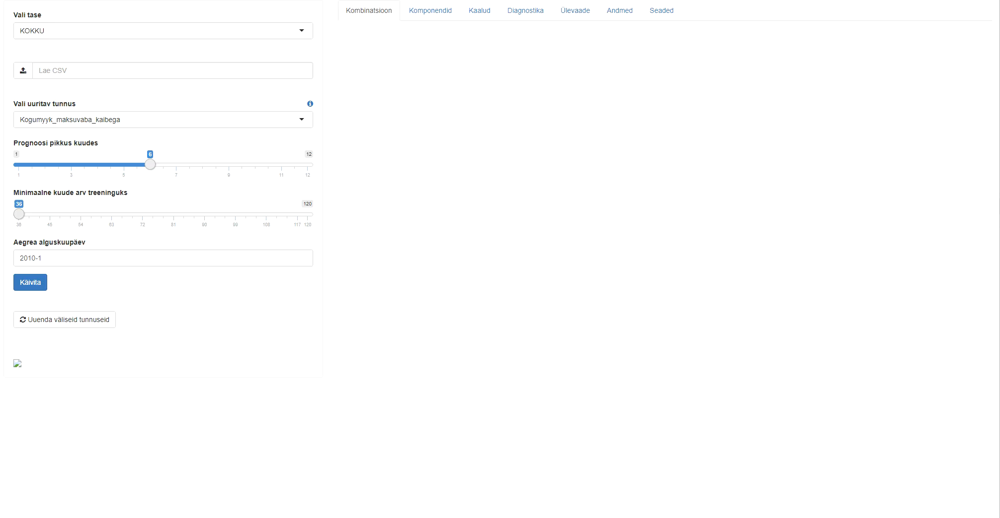 Vali tase
KOKKU
Lae CSV
Vali uuritav tunnus
Kogumyyk_maksuvaba_kaibega
Prognoosi pikkus kuudes
1 6 12
1 3 5 7 9 11 12
Minimaalne kuude arv treeninguks
36 120
36 45 54 63 72 81 90 99 108 117 120
Aegrea alguskuupäev
2010-1
Käivita
Uuenda väliseid tunnuseid
Kombinatsioon Komponendid Kaalud Diagnostika Ülevaade Andmed Seaded